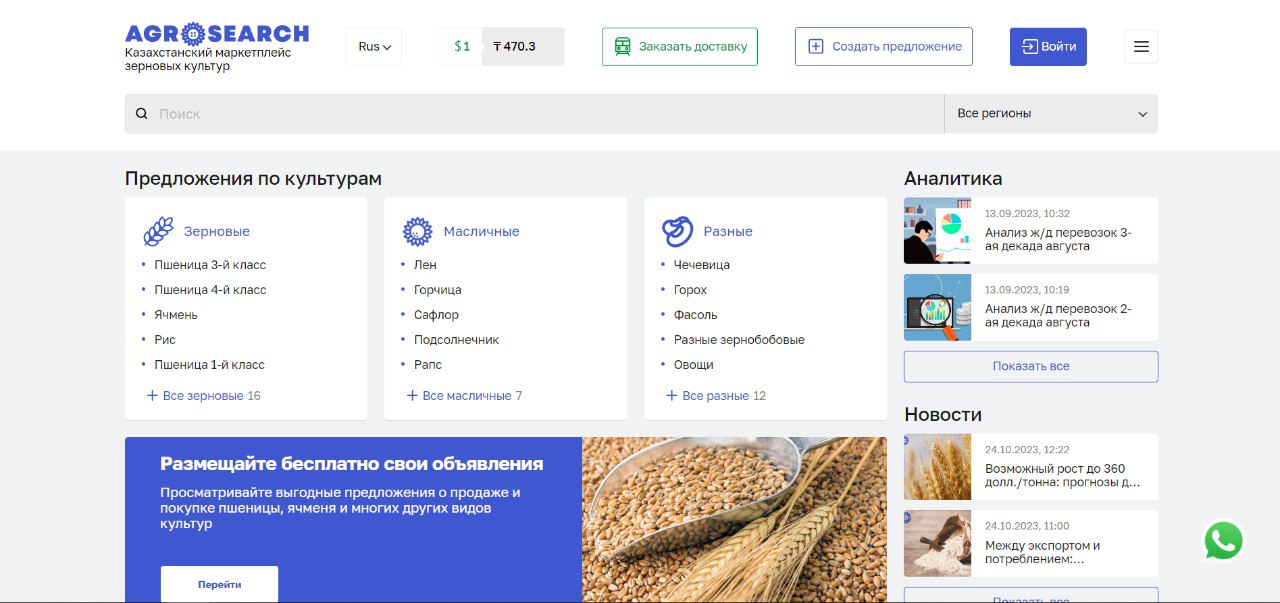 AGROSEARCH
Казахстанский маркетплейс
зерновых культур
Rus
$ 1
₸ 470.3
Заказать доставку
Создать предложение
Войти
Поиск
Все регионы
Предложения по культурам
Зерновые
Пшеница 3-й класс
Пшеница 4-й класс
Ячмень
Рис
Пшеница 1-й класс
Все зерновые 16
Масличные
Лен
Горчица
Сафлор
Подсолнечник
Рапс
Все масличные 7
Разные
Чечевица
Горох
Фасоль
Разные зернобобовые
Овощи
Все разные 12
Размещайте бесплатно свои объявления
Просматривайте выгодные предложения о продаже и
покупке пшеницы, ячменя и многих других видов
культур
Перейти
Аналитика
13.09.2023, 10:32
Анализ ж/д перевозок 3-
ая декада августа
13.09.2023, 10:19
Анализ ж/д перевозок 2-
ая декада августа
Показать все
Новости
24.10.2023, 12:22
Возможный рост до 360
долл./тонна: прогнозы д...
24.10.2023, 11:00
Между экспортом и
потреблением:...
Показать все